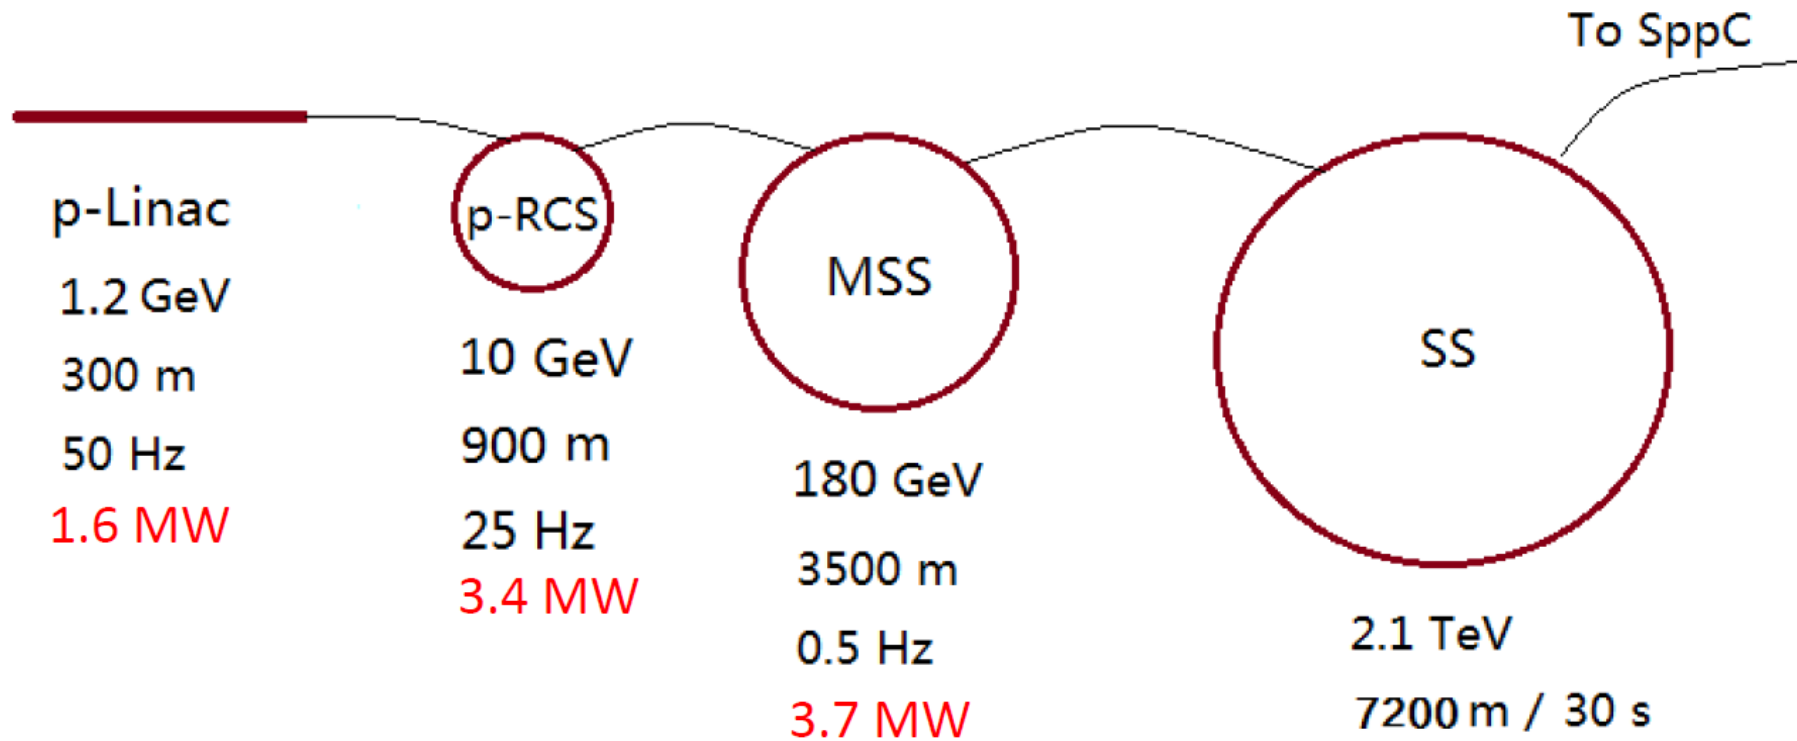 To SppC
p-Linac
1.2 GeV
300 m
50 Hz
1.6 MW
p-RCS
10 GeV
900 m
25 Hz
3.4 MW
MSS
180 GeV
3500 m
0.5 Hz
3.7 MW
SS
2.1 TeV
7200 m / 30 s